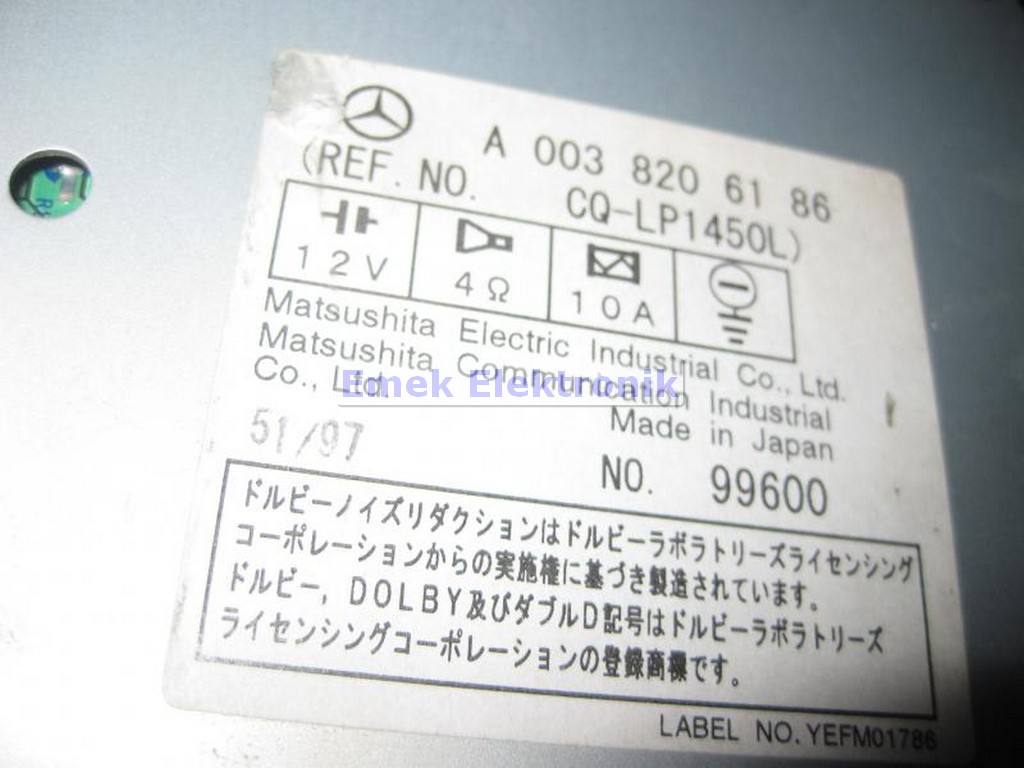 A 003 820 6186
(REF. NO. CQ-LP1450L)
12V 4Ω 10A
Matsushita Electric Industrial Co., Ltd.
Matsushita Communication Industrial
Co., Ltd.
Emek Elektronik
Made in Japan
51/97
NO. 99600
ドルビーノイズリダクションはドルビーラボラトリーズライセンシング
コーポレーションからの実施権に基づき製造されています。
ドルビー, DOLBY及びダブルD記号はドルビーラボラトリーズ
ライセンシングコーポレーションの登録商標です。
LABEL NO. YEFM01786